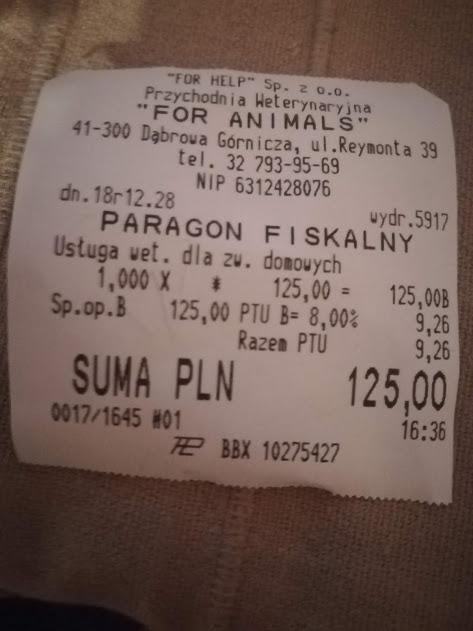 "FOR HELP" Sp. z o.o.
Przychodnia Weterynaryjna
"FOR ANIMALS"
41-300 Dąbrowa Górnicza, ul.Reymonta 39
tel. 32 793-95-69
NIP 6312428076
dn.18r12.28 wydr.5917
PARAGON FISKALNY
Usługa wet. dla zw. domowych
1,000 X * 125,00 = 125,00B
Sp.op.B 125,00 PTU B= 8,00% 9,26
Razem PTU 9,26
SUMA PLN 125,00
0017/1645 #01 16:36
BBX 10275427